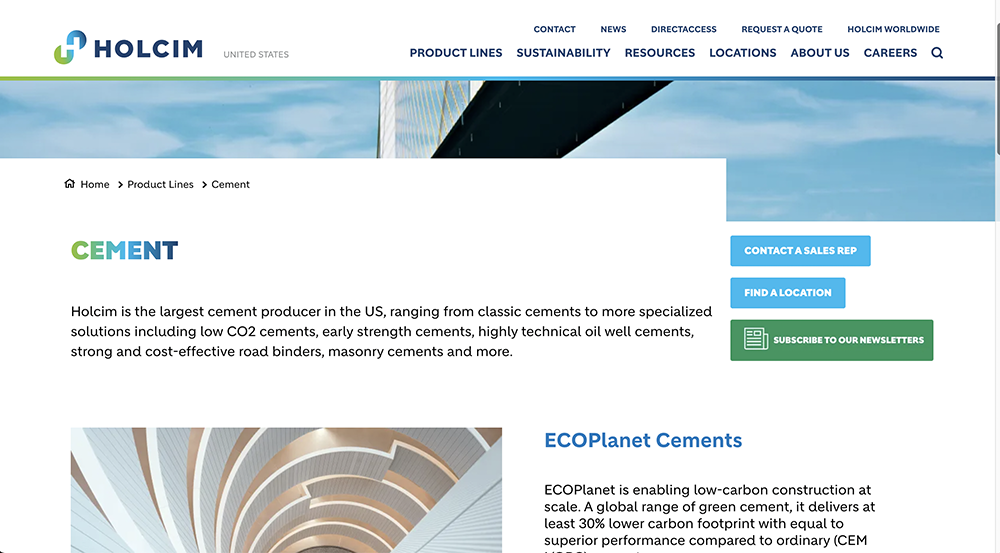 CONTACT NEWS DIRECTACCESS REQUEST A QUOTE HOLCIM WORLDWIDE
HOLCIM UNITED STATES
PRODUCT LINES SUSTAINABILITY RESOURCES LOCATIONS ABOUT US CAREERS
Home > Product Lines > Cement
CEMENT
Holcim is the largest cement producer in the US, ranging from classic cements to more specialized
solutions including low CO2 cements, early strength cements, highly technical oil well cements,
strong and cost-effective road binders, masonry cements and more.
CONTACT A SALES REP
FIND A LOCATION
SUBSCRIBE TO OUR NEWSLETTERS
ECOPlanet Cements
ECOPlanet is enabling low-carbon construction at
scale. A global range of green cement, it delivers at
least 30% lower carbon footprint with equal to
superior performance compared to ordinary (CEM